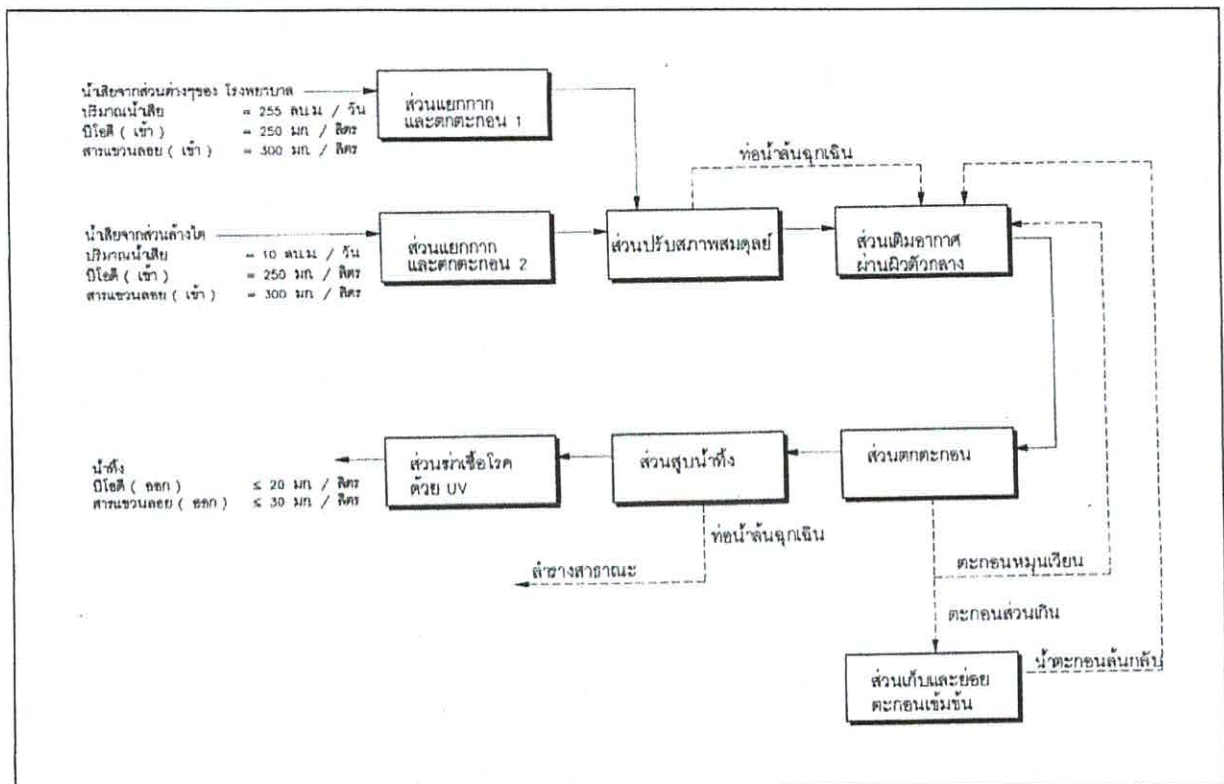 น้ำเสียจากส่วนต่างๆของ โรงพยาบาล
ปริมาณน้ำเสีย = 255 ลบ.ม / วัน
บีโอดี ( เข้า ) = 250 มก / ลิตร
สารแขวนลอย ( เข้า ) = 300 มก / ลิตร
ส่วนแยกกาก
และตกตะกอน 1
ท่อน้ำล้นฉุกเฉิน
น้ำเสียจากส่วนล้างไต
ปริมาณน้ำเสีย = 10 ลบ.ม / วัน
บีโอดี ( เข้า ) = 250 มก / ลิตร
สารแขวนลอย ( เข้า ) = 300 มก / ลิตร
ส่วนแยกกาก
และตกตะกอน 2
ส่วนปรับสภาพสมดุลย์
ส่วนเติมอากาศ
ผ่านผิวตัวกลาง
น้ำทิ้ง
บีโอดี ( ออก ) ≤ 20 มก / ลิตร
สารแขวนลอย ( ออก ) ≤ 30 มก / ลิตร
ส่วนฆ่าเชื้อโรค
ด้วย UV
ส่วนสูบน้ำทิ้ง
ส่วนตกตะกอน
ท่อน้ำล้นฉุกเฉิน
ลำรางสาธาณะ
ตะกอนหมุนเวียน
ตะกอนส่วนเกิน
ส่วนเก็บและย่อย
ตะกอนเข้มข้น
น้ำตะกอนล้นกลับ